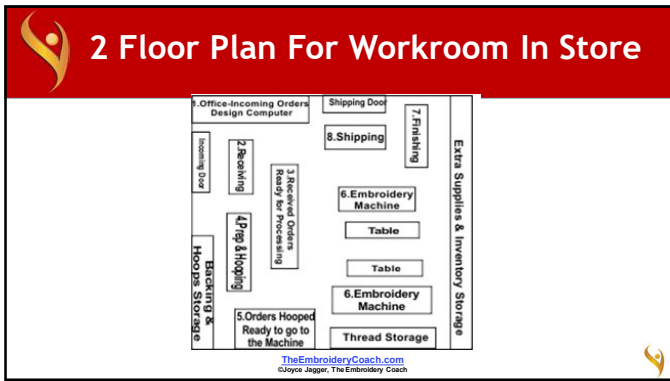 2 Floor Plan For Workroom In Store
1.Office-Incoming Orders
Design Computer
Shipping Door
7.Finishing
8.Shipping
Incoming Door
2.Receiving
3.Received Orders
Ready for Processing
Extra Supplies & Inventory Storage
6.Embroidery
Machine
Table
4.Prep & Hooping
Backing &
Hoops Storage
Table
6.Embroidery
Machine
5.Orders Hooped
Ready to go to
the Machine
Thread Storage
TheEmbroideryCoach.com
©Joyce Jagger, The Embroidery Coach